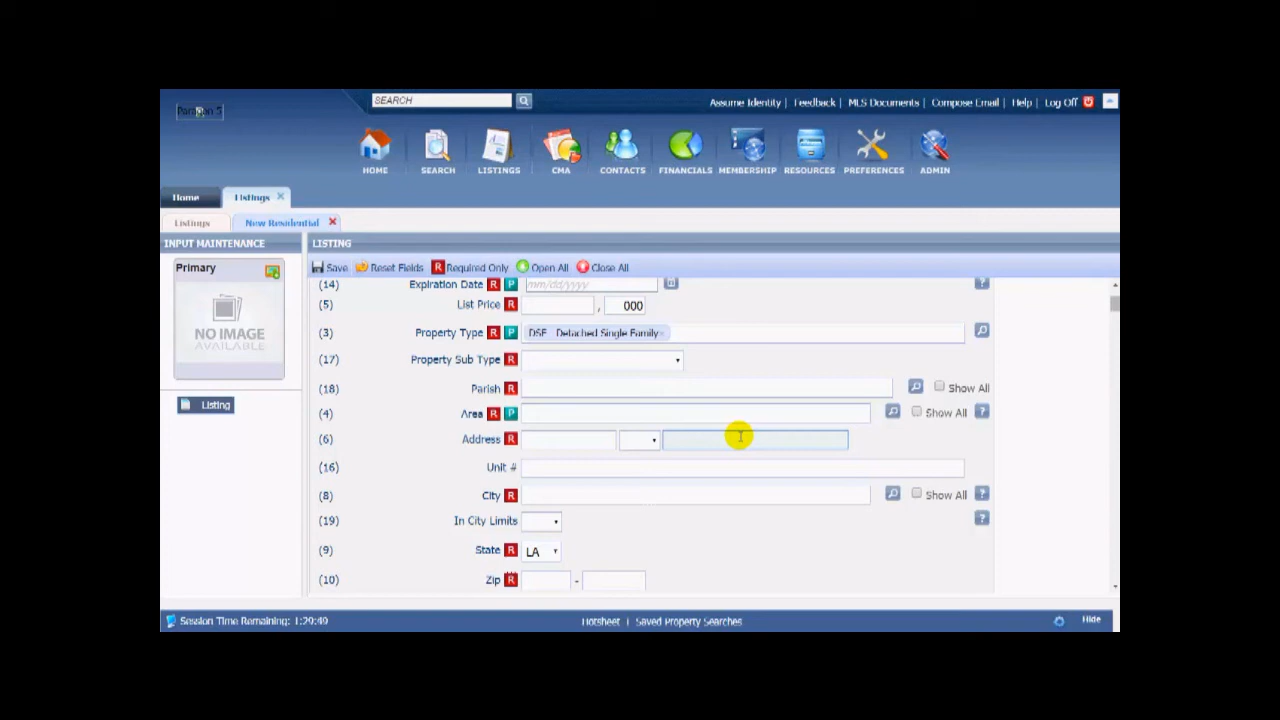 Paragon 5
SEARCH
Assume Identity | Feedback | MLS Documents | Compose Email | Help | Log Off
HOME SEARCH LISTINGS CMA CONTACTS FINANCIALS MEMBERSHIP RESOURCES PREFERENCES ADMIN
Home Listings
Listings New Residential
INPUT MAINTENANCE LISTING
Save Reset Fields R Required Only Open All Close All
Primary
NO IMAGE
AVAILABLE
Listing
(14) Expiration Date R P mm/dd/yyyy ?
(5) List Price R , 000
(3) Property Type R P DSF Detached Single Family
(17) Property Sub Type R
(18) Parish R Show All
(4) Area R P Show All ?
(6) Address R
(16) Unit #
(8) City R Show All ?
(19) In City Limits ?
(9) State R LA
(10) Zip R -
Session Time Remaining: 1:29:49 Hotsheet | Saved Property Searches Hide